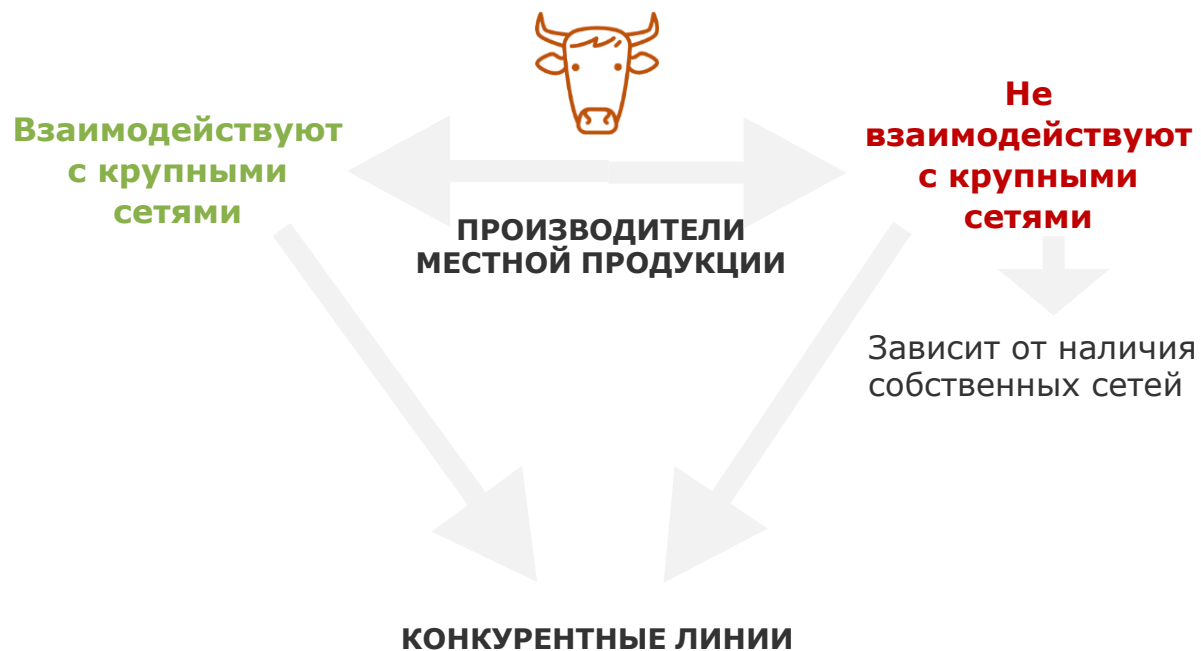 Взаимодействуют
с крупными
сетями
Не
взаимодействуют
с крупными
сетями
ПРОИЗВОДИТЕЛИ
МЕСТНОЙ ПРОДУКЦИИ
Зависит от наличия
собственных сетей
КОНКУРЕНТНЫЕ ЛИНИИ